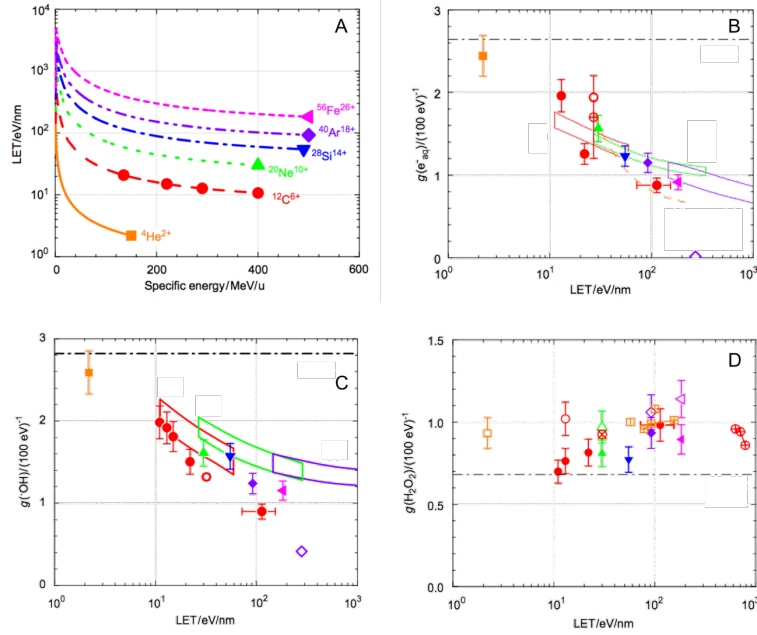 A
10⁴
10³
10²
10¹
10⁰
LET/eV/nm
⁵⁶Fe²⁶⁺
⁴⁰Ar¹⁸⁺
²⁸Si¹⁴⁺
²⁰Ne¹⁰⁺
¹²C⁶⁺
⁴He²⁺
0 200 400 600
Specific energy/MeV/u
B
3
2
1
0
g(e⁻aq)/(100 eV)⁻¹
10⁰ 10¹ 10² 10³
LET/eV/nm
C
3
2
1
0
g(·OH)/(100 eV)⁻¹
10⁰ 10¹ 10² 10³
LET/eV/nm
D
1.5
1.0
0.5
0.0
g(H₂O₂)/(100 eV)⁻¹
10⁰ 10¹ 10² 10³
LET/eV/nm